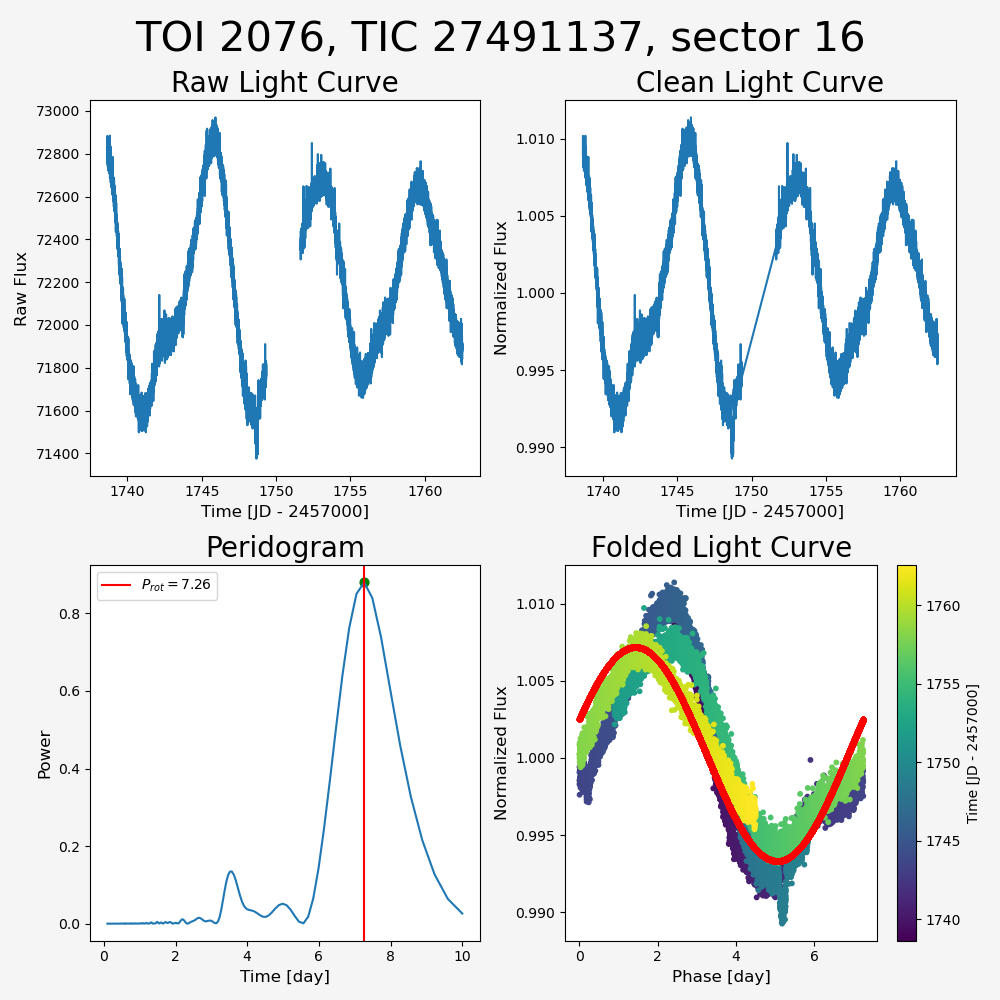 TOI 2076, TIC 27491137, sector 16
Raw Light Curve
73000
72800
72600
72400
72200
72000
71800
71600
71400
Raw Flux
1740 1745 1750 1755 1760
Time [JD - 2457000]
Clean Light Curve
1.010
1.005
1.000
0.995
0.990
Normalized Flux
1740 1745 1750 1755 1760
Time [JD - 2457000]
Peridogram
P_rot = 7.26
0.8
0.6
0.4
0.2
0.0
Power
0 2 4 6 8 10
Time [day]
Folded Light Curve
1.010
1.005
1.000
0.995
0.990
Normalized Flux
0 2 4 6
Phase [day]
1760
1755
1750
1745
1740
Time [JD - 2457000]